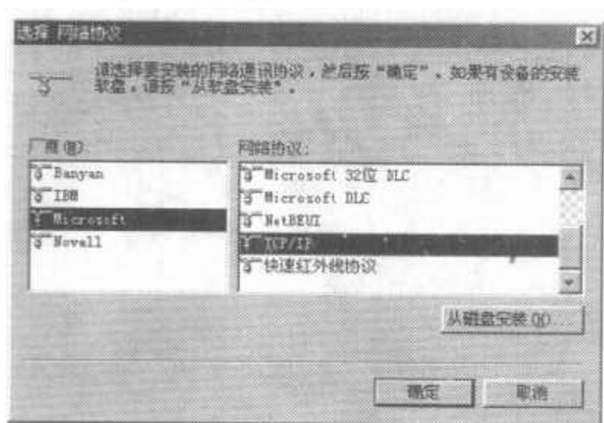 选择 网络协议
请选择要安装的网络通讯协议，然后按“确定”。如果有设备的安装
软盘，请按“从软盘安装”。
厂商(M)
网络协议:
Banyan
IBM
Microsoft
Novell
Microsoft 32位 DLC
Microsoft DLC
NetBEUI
TCP/IP
快速红外线协议
从磁盘安装(H)...
确定
取消